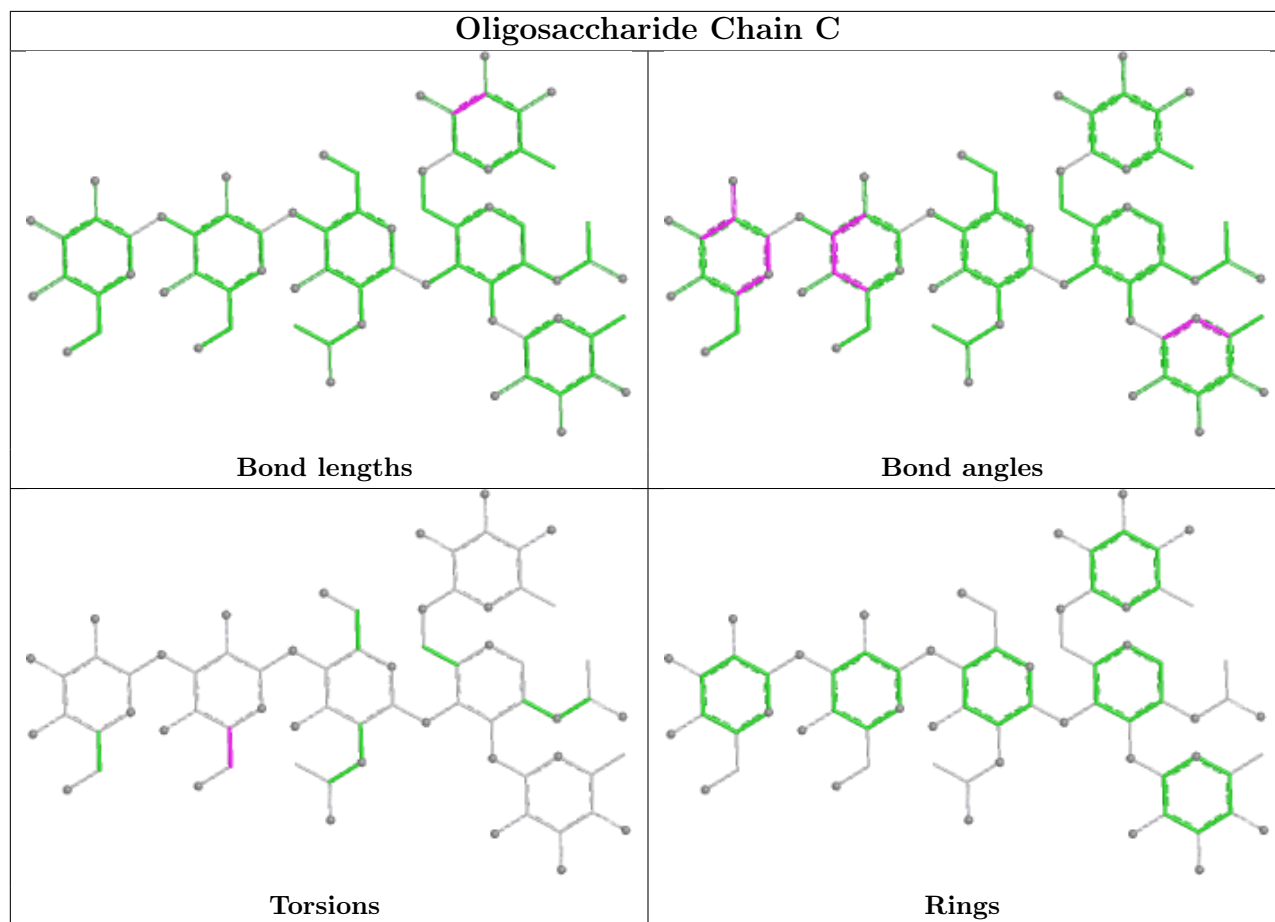 Oligosaccharide Chain C
Bond lengths
Bond angles
Torsions
Rings